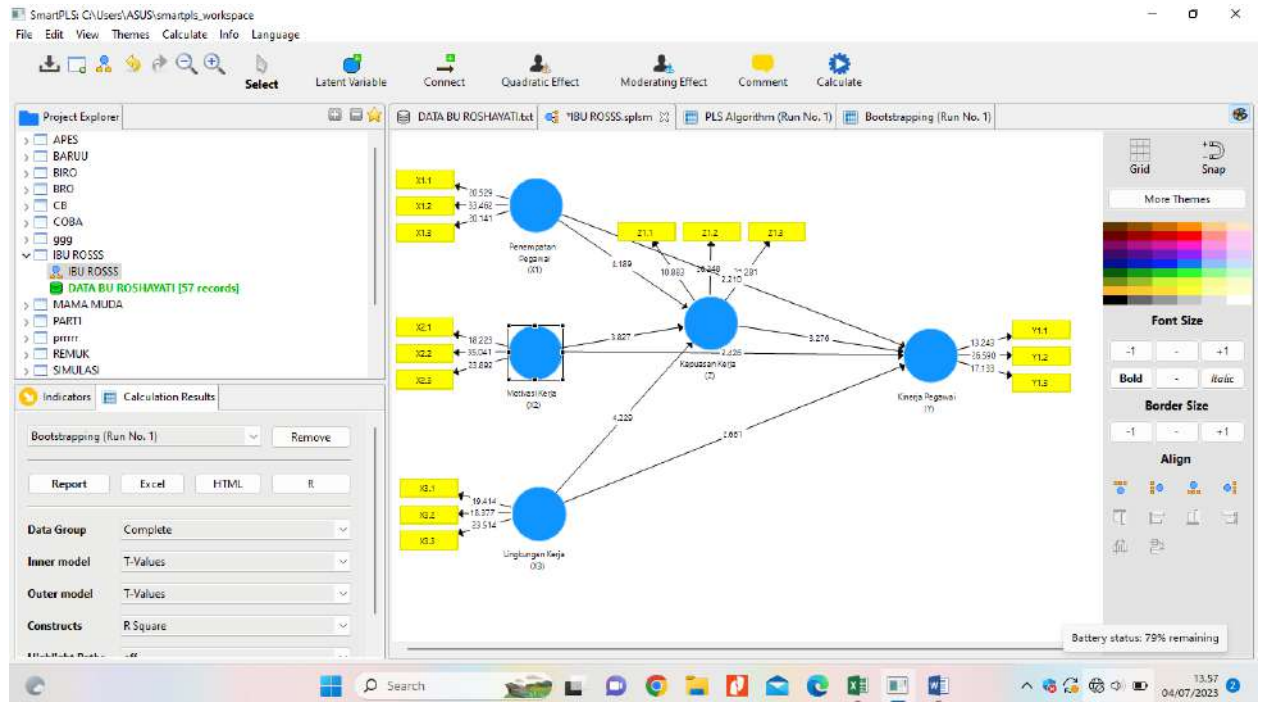 SmartPLS: C:\Users\ASUS\smartpls_workspace
File Edit View Themes Calculate Info Language
Select
Latent Variable
Connect
Quadratic Effect
Moderating Effect
Comment
Calculate
Project Explorer
APES
BARUU
BIRO
BRO
CB
COBA
ggg
IBU ROSSS
IBU ROSSS
DATA BU ROSHAYATI [57 records]
MAMA MUDA
PARTI
prrrrr
REMUK
SIMULASI
Indicators
Calculation Results
Bootstrapping (Run No. 1)
Remove
Report
Excel
HTML
R
Data Group
Complete
Inner model
T-Values
Outer model
T-Values
Constructs
R Square
DATA BU ROSHAYATI.txt
*IBU ROSSS.splsm
PLS Algorithm (Run No. 1)
Bootstrapping (Run No. 1)
X1.1
X1.2
X1.3
20.529
33.462
20.141
Penempatan
Pegawai
(X1)
Z1.1
Z1.2
Z1.3
4.189
10.883
2.210
X2.1
X2.2
X2.3
18.223
35.041
23.892
Motivasi Kerja
(X2)
3.827
2.426
Kepuasan Kerja
(Z)
3.276
Kinerja Pegawai
(Y)
13.243
26.590
17.133
Y1.1
Y1.2
Y1.3
4.229
2.661
X3.1
X3.2
X3.3
19.414
18.377
23.514
Lingkungan Kerja
(X3)
Grid
Snap
More Themes
Font Size
-1
-
+1
Bold
-
Italic
Border Size
-1
-
+1
Align
Battery status: 79% remaining
Search
13.57
04/07/2023
2